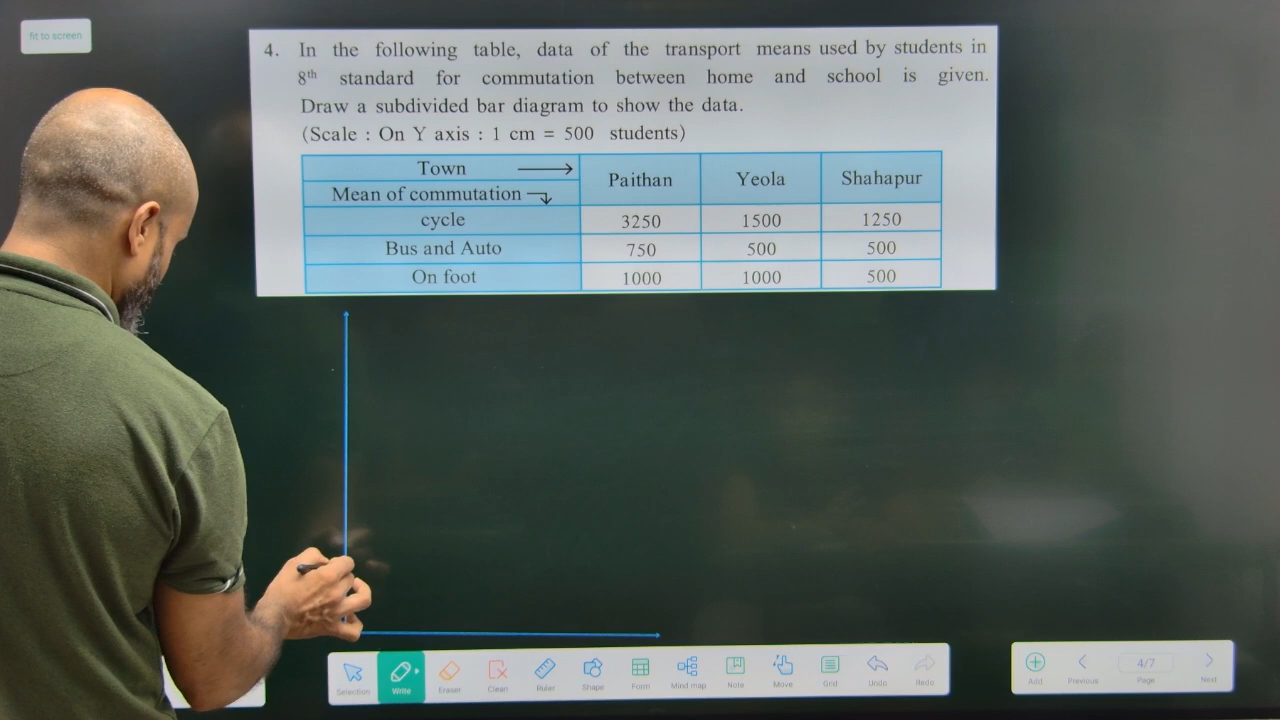 fit to screen
4. In the following table, data of the transport means used by students in
8th standard for commutation between home and school is given.
Draw a subdivided bar diagram to show the data.
(Scale : On Y axis : 1 cm = 500 students)
Town → Paithan Yeola Shahapur
Mean of commutation
cycle 3250 1500 1250
Bus and Auto 750 500 500
On foot 1000 1000 500
Selection Write Eraser Clean Ruler Shape Form Mind map Note Move Grid Undo Redo
Add Previous 4/7 Page Next